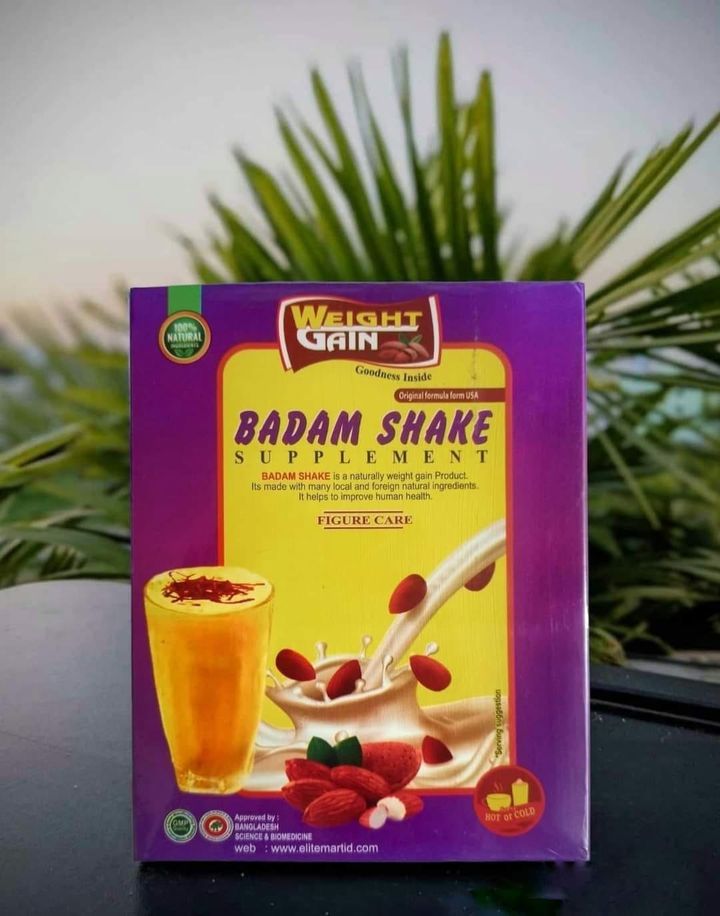 100%
NATURAL
INGREDIENTS
WEIGHT
GAIN
Goodness Inside
Original formula form USA
BADAM SHAKE
SUPPLEMENT
BADAM SHAKE is a naturally weight gain Product.
Its made with many local and foreign natural ingredients.
It helps to improve human health.
FIGURE CARE
*Serving suggestion
HOT or COLD
GMP
Approved by :
BANGLADESH
SCIENCE & BIOMEDICINE
web : www.elitemartid.com